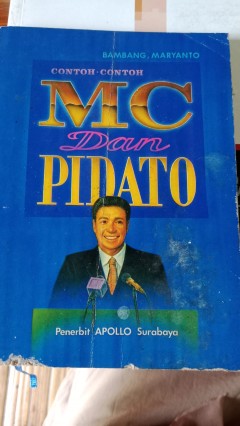 BAMBANG. MARYANTO
CONTOH-CONTOH
MC
Dan
PIDATO
Penerbit APOLLO Surabaya